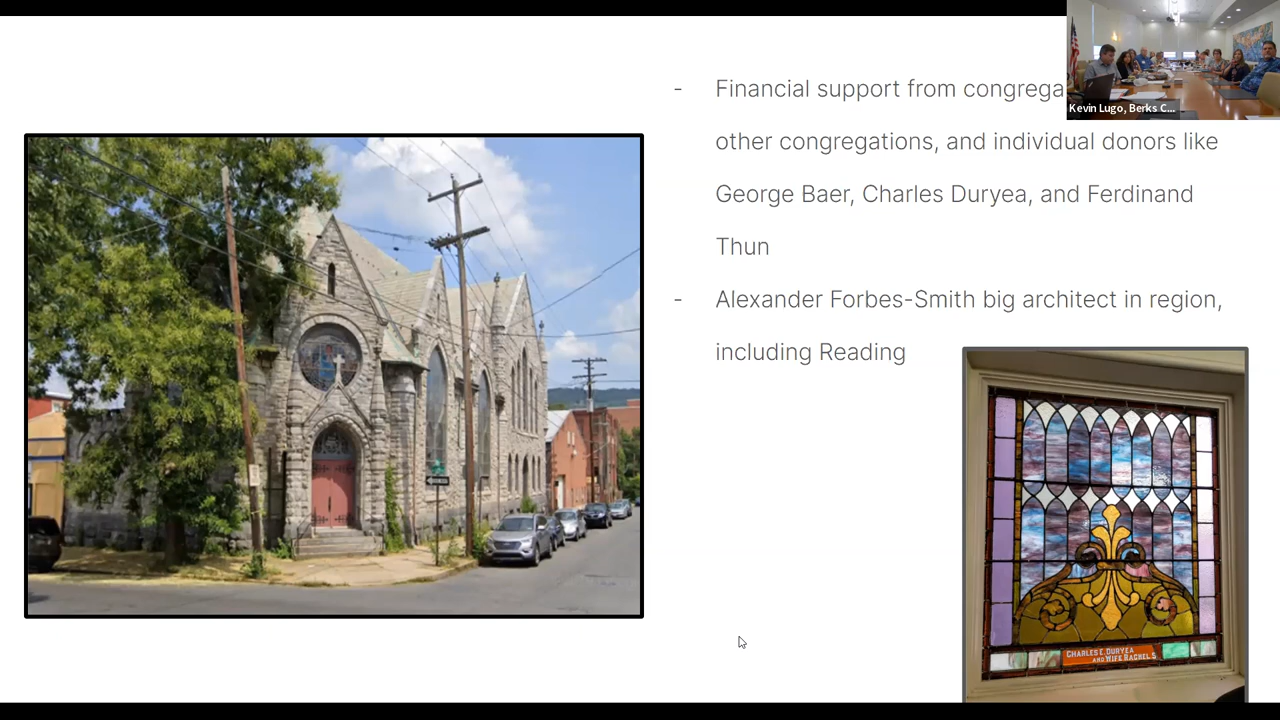 - Financial support from congrega
other congregations, and individual donors like
George Baer, Charles Duryea, and Ferdinand
Thun
- Alexander Forbes-Smith big architect in region,
including Reading
Kevin Lugo, Berks C...
CHARLES E. DURYEA
AND WIFE RACHEL S